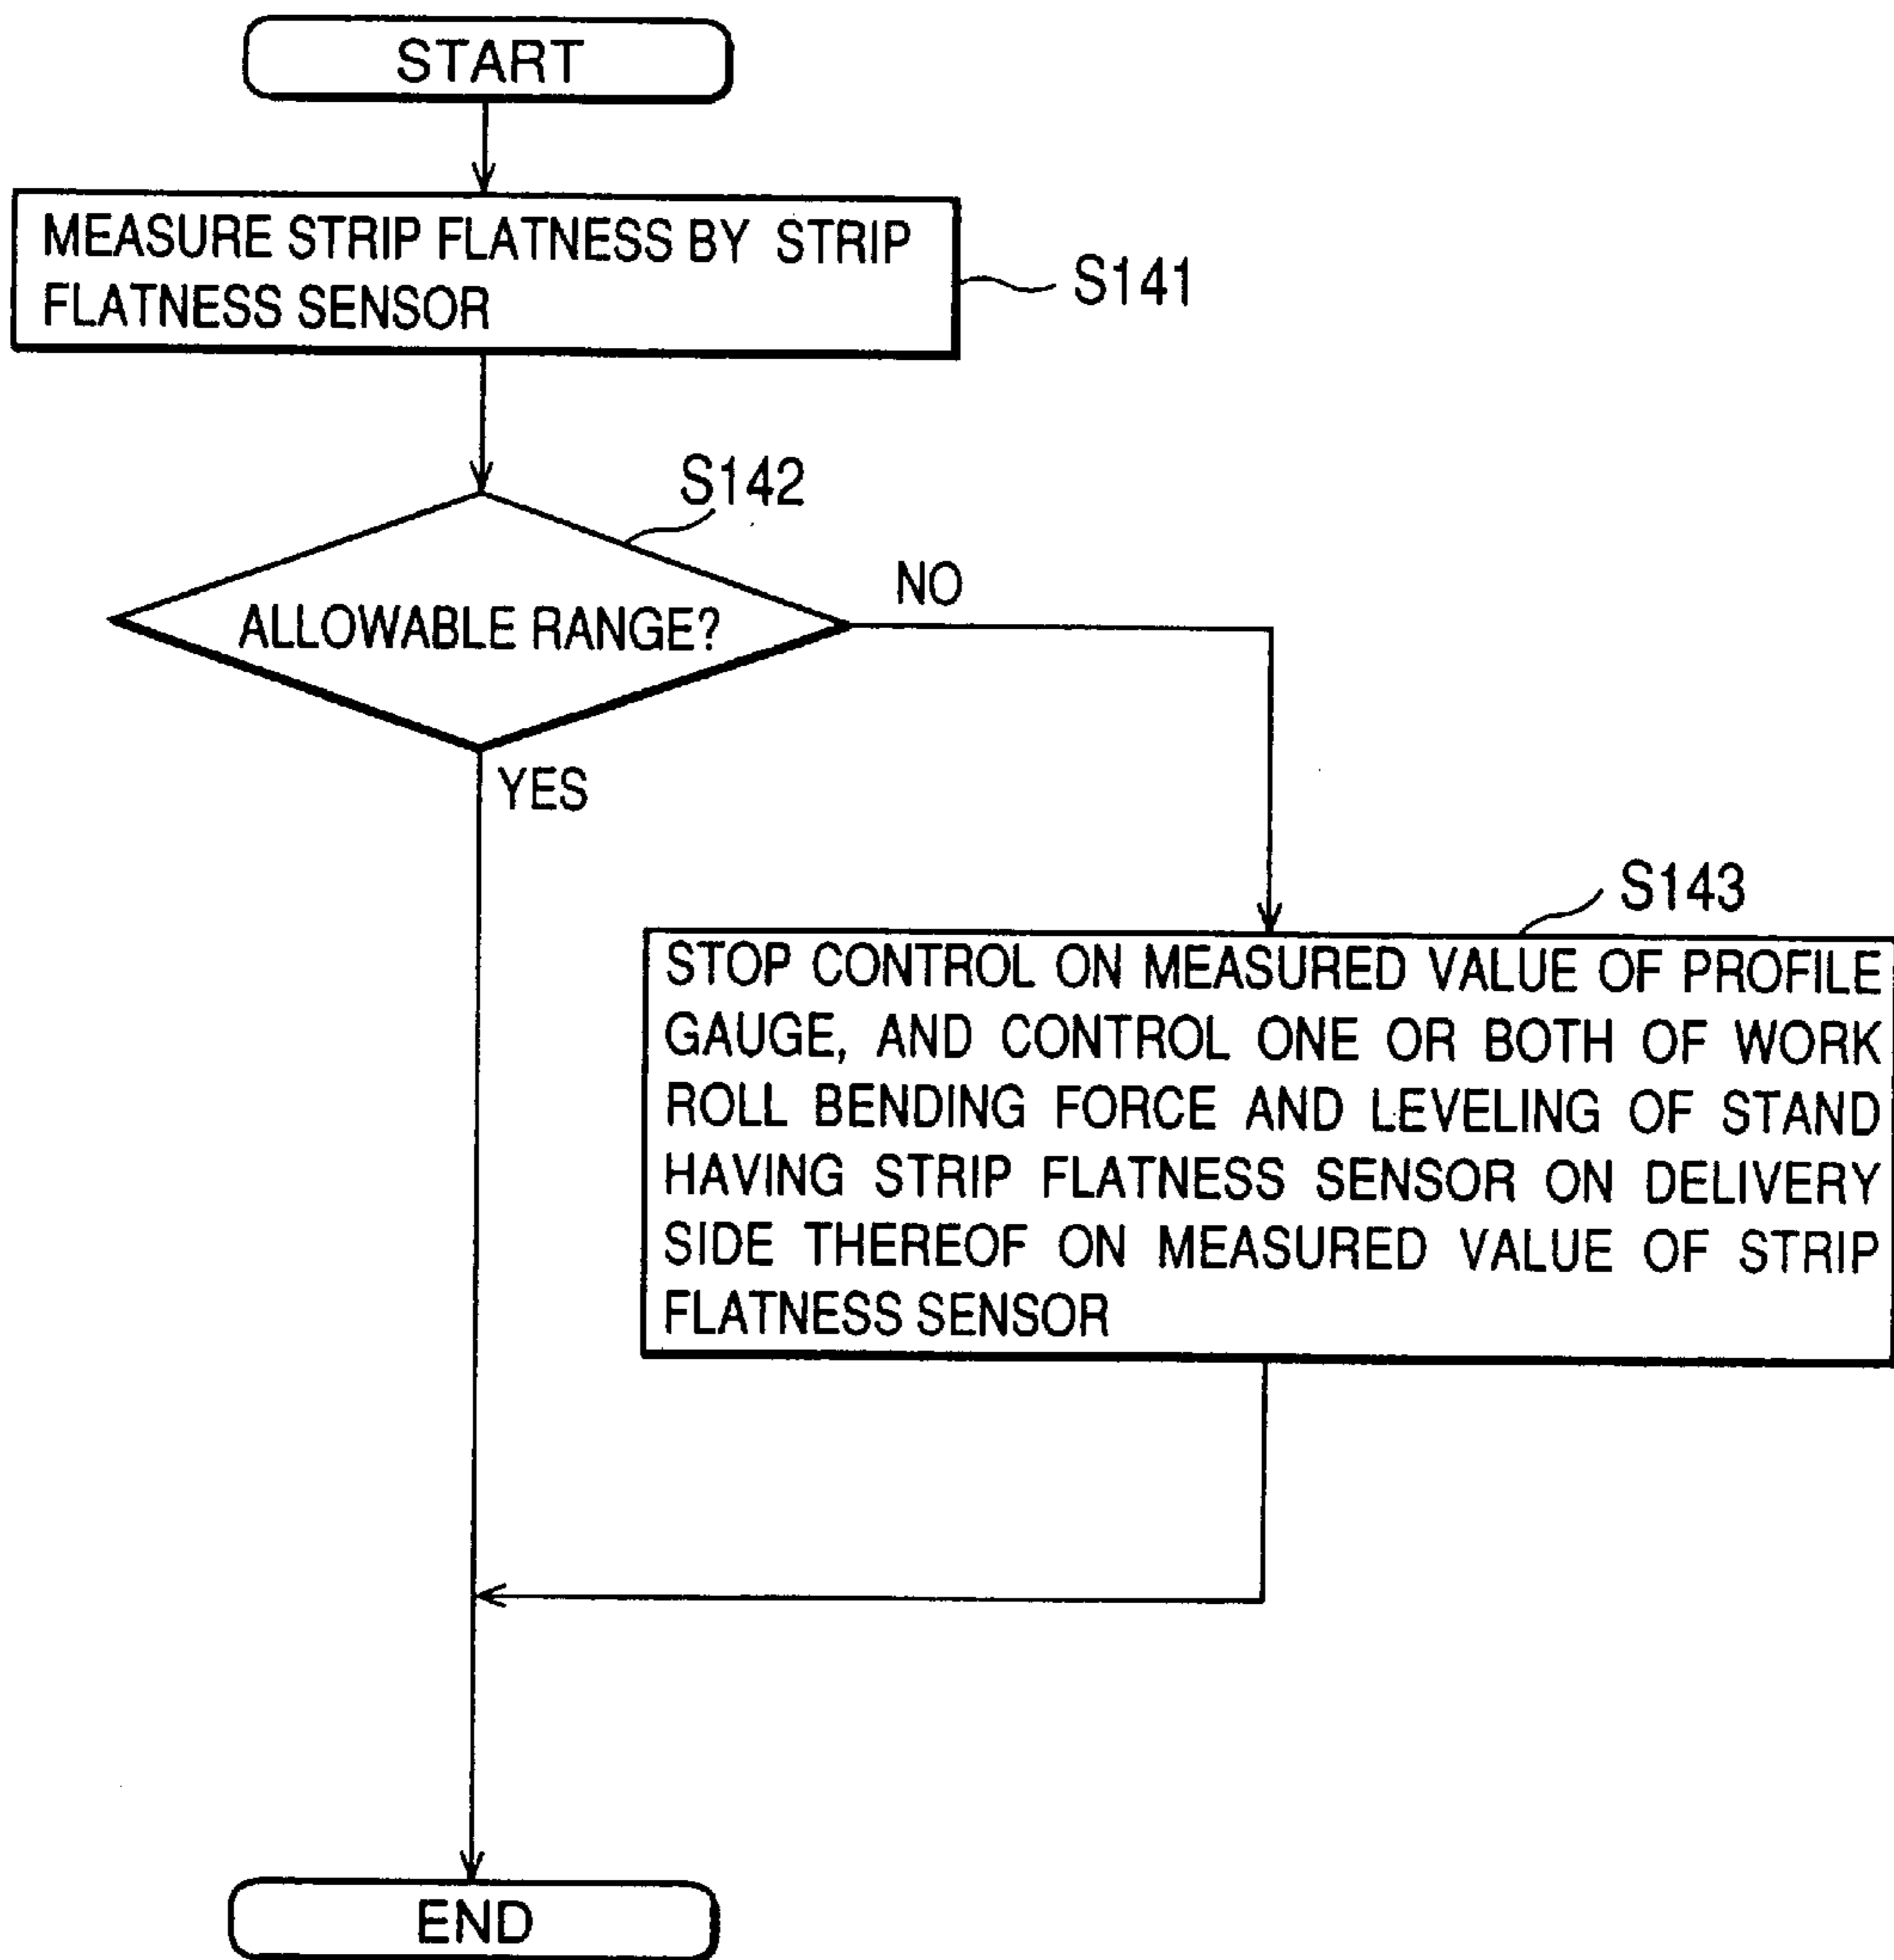 START
MEASURE STRIP FLATNESS BY STRIP
FLATNESS SENSOR
S141
S142
ALLOWABLE RANGE?
NO
YES
S143
STOP CONTROL ON MEASURED VALUE OF PROFILE
GAUGE, AND CONTROL ONE OR BOTH OF WORK
ROLL BENDING FORCE AND LEVELING OF STAND
HAVING STRIP FLATNESS SENSOR ON DELIVERY
SIDE THEREOF ON MEASURED VALUE OF STRIP
FLATNESS SENSOR
END